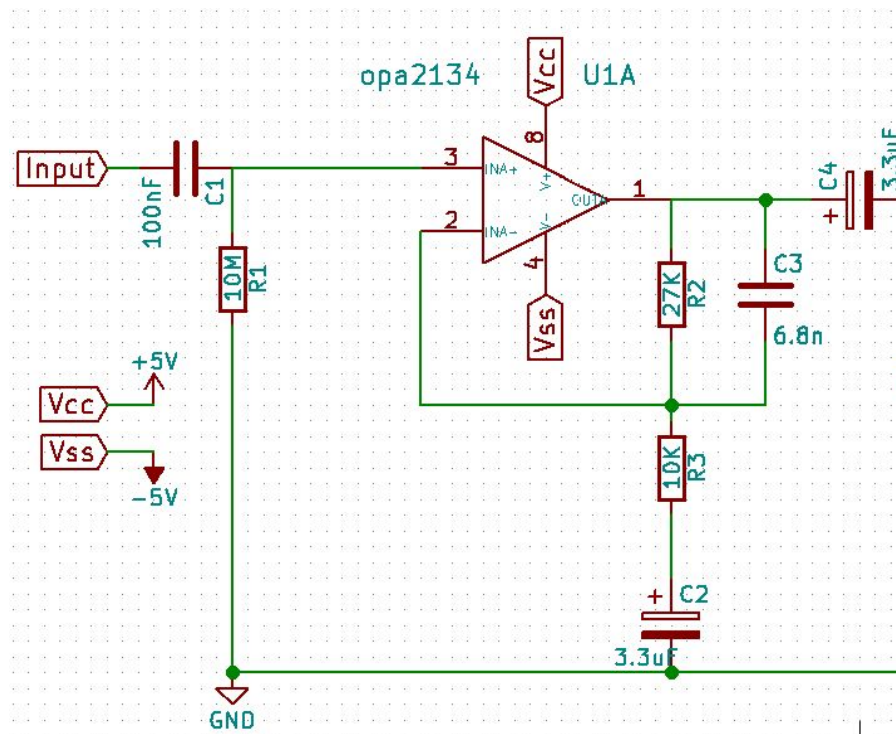 opa2134
U1A
Vcc
8
Input
100nF
C1
3
INA+
V+
OU1A
1
2
INA-
V-
4
Vss
10M
R1
27K
R2
C3
6.8n
C4
+
3.3uF
+5V
Vcc
Vss
-5V
10K
R3
+
C2
3.3uF
GND